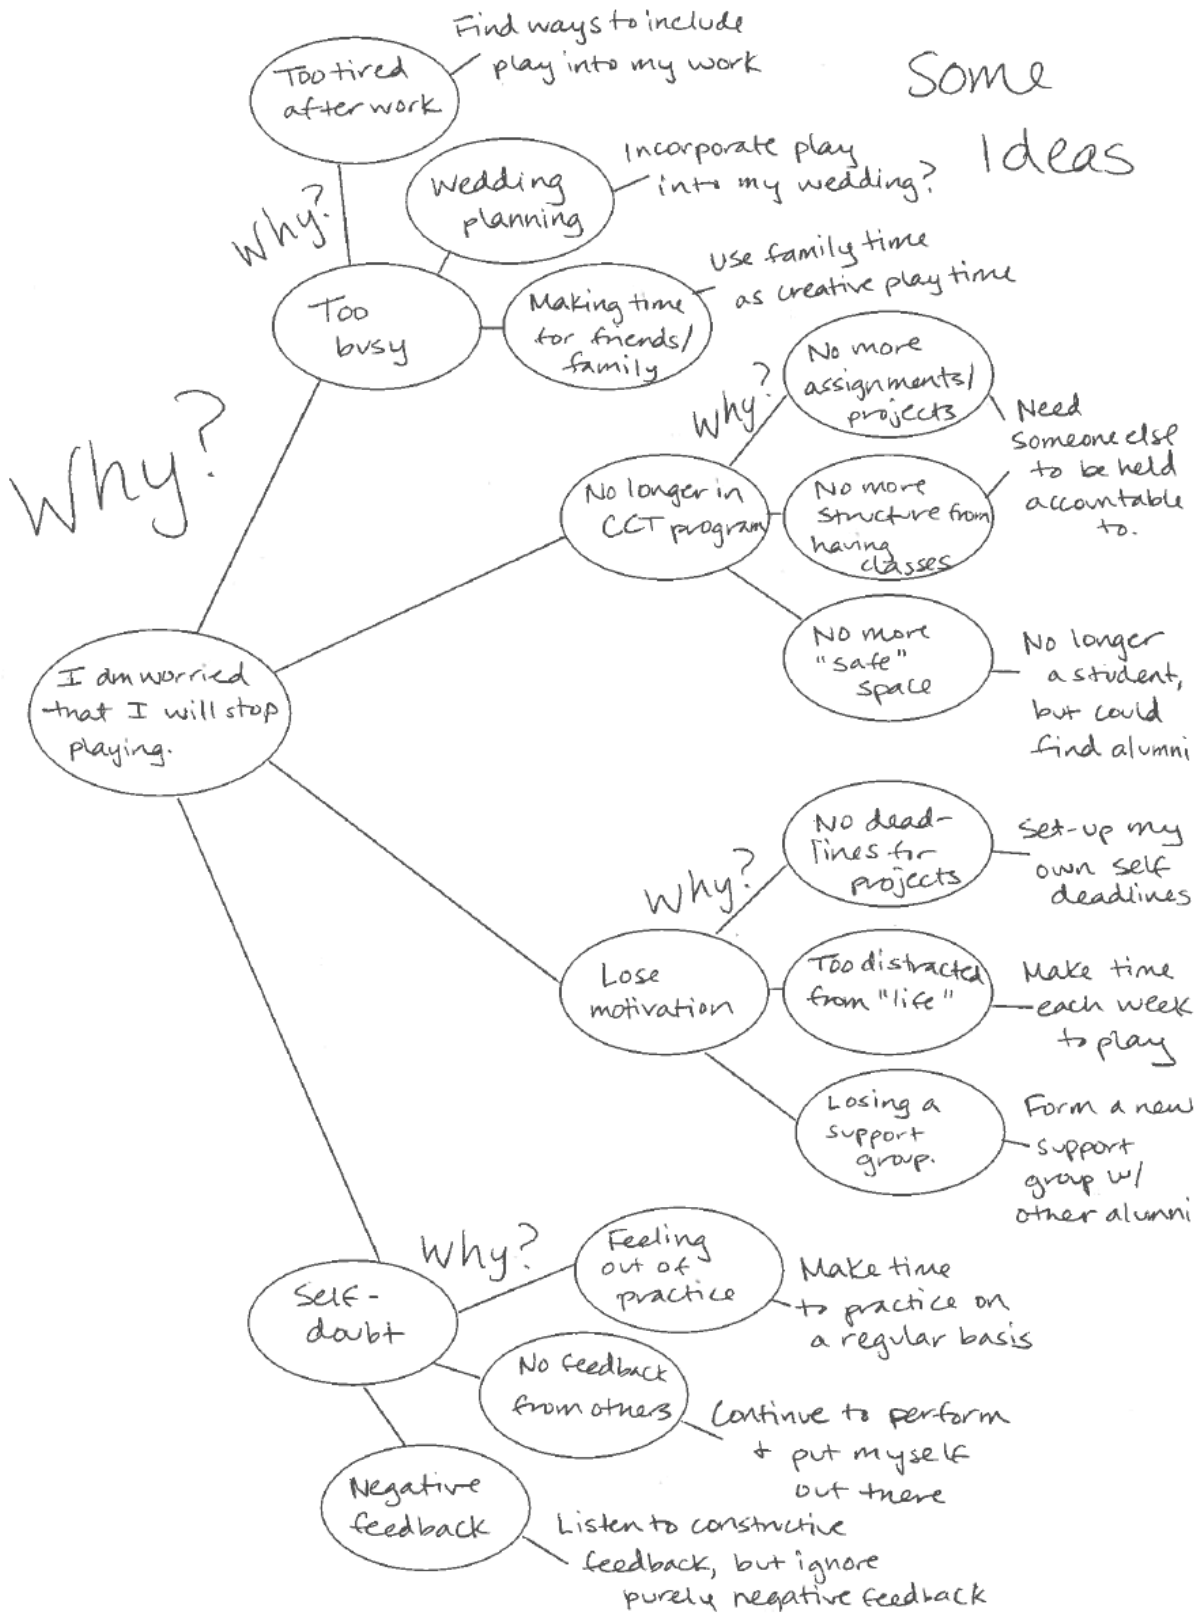 Some
Ideas
Too tired
after work
Find ways to include
play into my work
Why?
Wedding
planning
Incorporate play
into my wedding?
Too
busy
Making time
for friends/
family
Use family time
as creative play time
Why?
I am worried
that I will stop
playing.
No longer in
CCT program
Why?
No more
assignments/
projects
No more
structure from
having
classes
Need
someone else
to be held
accountable
to.
No more
"safe"
space
No longer
a student,
but could
find alumni
Lose
motivation
Why?
No dead-
lines for
projects
Set-up my
own self
deadlines
Too distracted
from "life"
Make time
each week
to play
Losing a
support
group.
Form a new
support
group w/
other alumni
Self-
doubt
Why?
Feeling
out of
practice
Make time
to practice on
a regular basis
No feedback
from others
Continue to perform
+ put myself
out there
Negative
feedback
Listen to constructive
feedback, but ignore
purely negative feedback